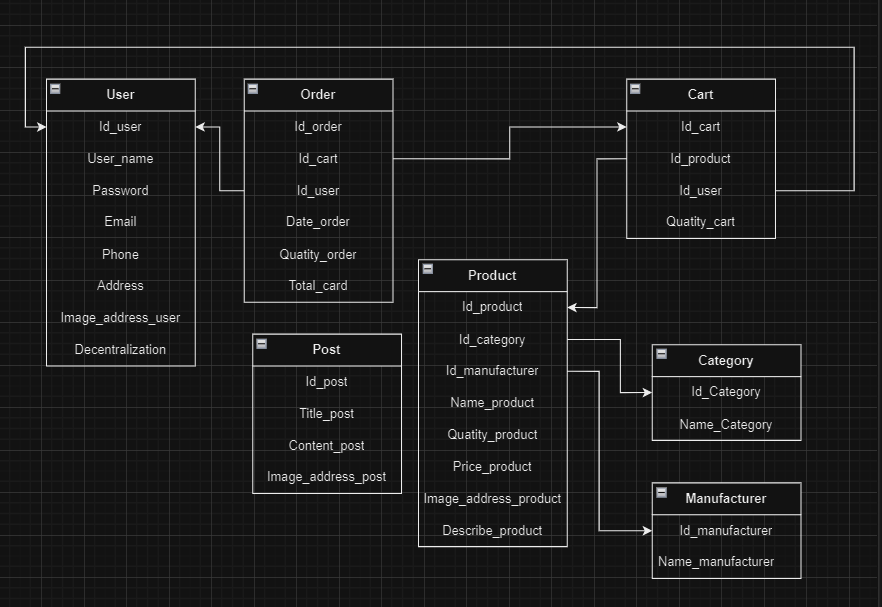 User
Id_user
User_name
Password
Email
Phone
Address
Image_address_user
Decentralization
Order
Id_order
Id_cart
Id_user
Date_order
Quatity_order
Total_card
Cart
Id_cart
Id_product
Id_user
Quatity_cart
Product
Id_product
Id_category
Id_manufacturer
Name_product
Quatity_product
Price_product
Image_address_product
Describe_product
Post
Id_post
Title_post
Content_post
Image_address_post
Category
Id_Category
Name_Category
Manufacturer
Id_manufacturer
Name_manufacturer